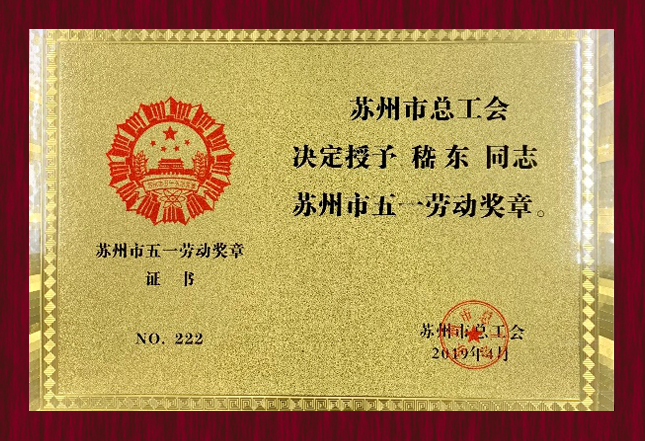 苏州市五一劳动奖章
证 书
NO. 222
苏州市总工会
决定授予 嵇东 同志
苏州市五一劳动奖章。
苏州市总工会
2019年4月